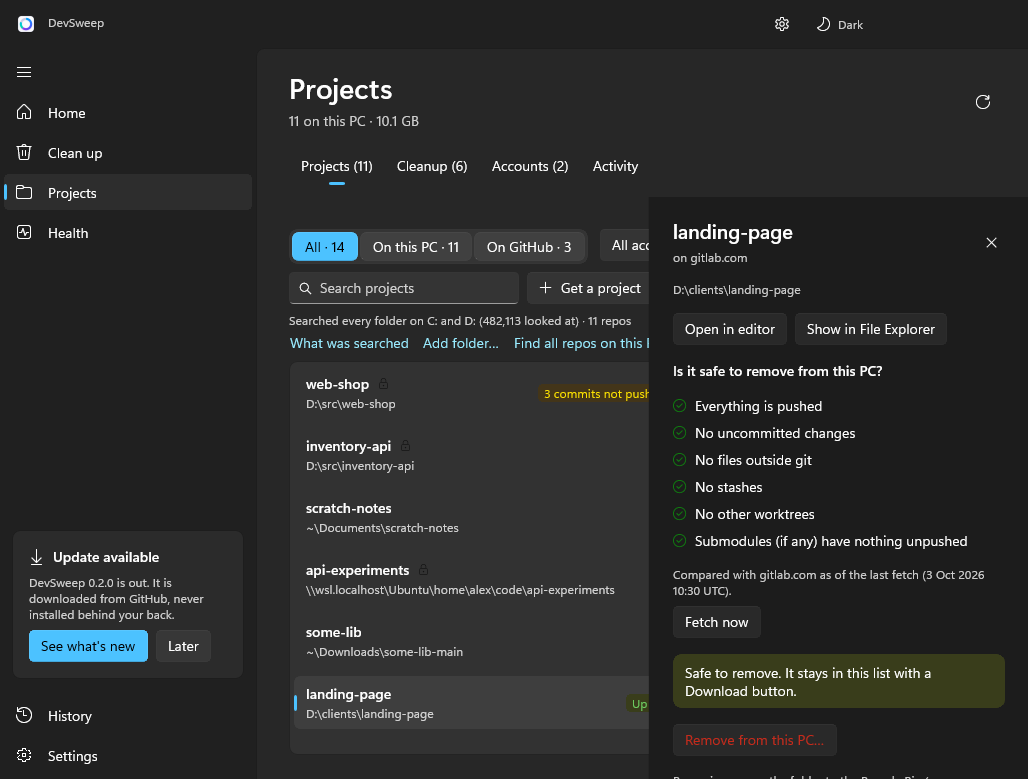 DevSweep
Dark
Home
Clean up
Projects
Health
Update available
DevSweep 0.2.0 is out. It is
downloaded from GitHub, never
installed behind your back.
See what's new
Later
History
Settings
Projects
11 on this PC · 10.1 GB
Projects (11)
Cleanup (6)
Accounts (2)
Activity
All · 14
On this PC · 11
On GitHub · 3
All acc
Search projects
Get a project
Searched every folder on C: and D: (482,113 looked at) · 11 repos
What was searched
Add folder...
Find all repos on this
web-shop
D:\src\web-shop
3 commits not push
inventory-api
D:\src\inventory-api
scratch-notes
~\Documents\scratch-notes
api-experiments
\\wsl.localhost\Ubuntu\home\alex\code\api-experiments
some-lib
~\Downloads\some-lib-main
landing-page
D:\clients\landing-page
Up
landing-page
on gitlab.com
D:\clients\landing-page
Open in editor
Show in File Explorer
Is it safe to remove from this PC?
Everything is pushed
No uncommitted changes
No files outside git
No stashes
No other worktrees
Submodules (if any) have nothing unpushed
Compared with gitlab.com as of the last fetch (3 Oct 2026
10:30 UTC).
Fetch now
Safe to remove. It stays in this list with a
Download button.
Remove from this PC...